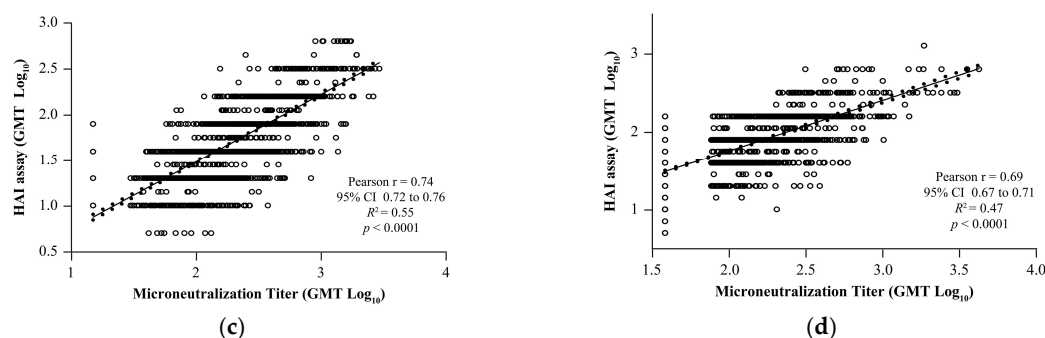 3.0
2.5
2.0
1.5
1.0
0.5
HAI assay (GMT Log10)
1 2 3 4
Microneutralization Titer (GMT Log10)
Pearson r = 0.74
95% CI 0.72 to 0.76
R² = 0.55
p < 0.0001
(c)
3
2
1
HAI assay (GMT Log10)
1.5 2.0 2.5 3.0 3.5 4.0
Microneutralization Titer (GMT Log10)
Pearson r = 0.69
95% CI 0.67 to 0.71
R² = 0.47
p < 0.0001
(d)